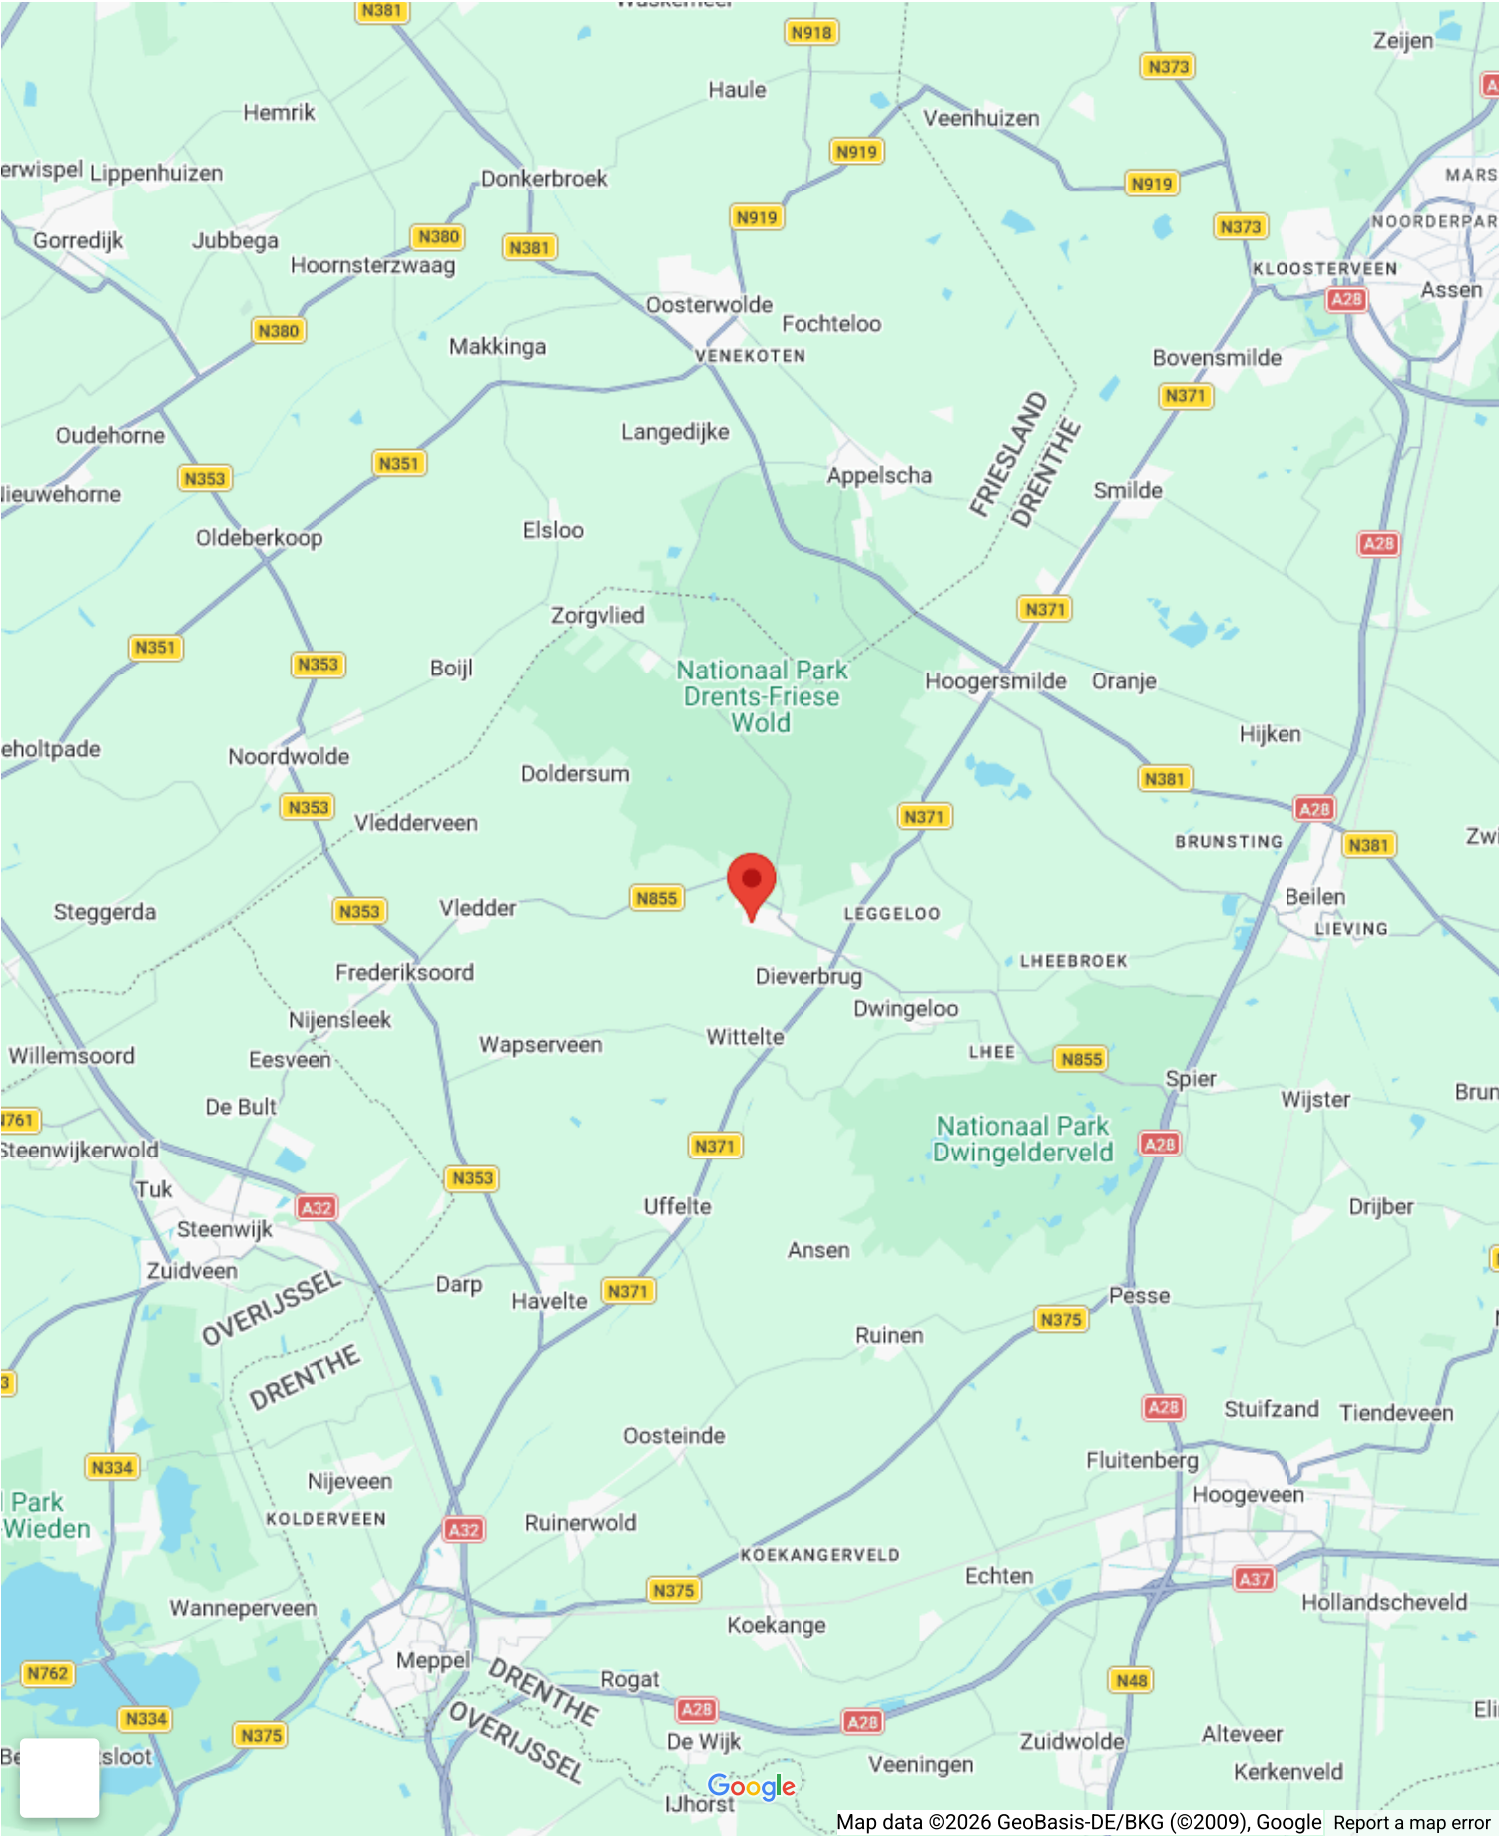 N381
N918
Zeijen
N373
Haule
Hemrik
Veenhuizen
N919
erwispel
Lippenhuizen
Donkerbroek
N919
MARS
N919
NOORDERPAR
N380
N381
N373
Gorredijk
Jubbega
Hoornsterzwaag
KLOOSTERVEEN
Assen
A28
Oosterwolde
Fochteloo
N380
Makkinga
VENEKOTEN
Bovensmilde
N371
Langedijke
FRIESLAND
DRENTHE
Oudehorne
N351
N353
Appelscha
Smilde
Nieuwehorne
Elsloo
Oldeberkoop
A28
N371
Zorgvlied
N351
N353
Boijl
Nationaal Park
Drents-Friese
Wold
Hoogersmilde
Oranje
Hijken
eholtpade
Noordwolde
Doldersum
N381
N353
Vledderveen
N371
A28
BRUNSTING
N381
Zwi
N855
Beilen
Steggerda
N353
Vledder
LEGGELOO
LIEVING
Frederiksoord
Dieverbrug
LHEEBROEK
Dwingeloo
Nijensleek
Wapserveen
Wittelte
LHEE
N855
Willemsoord
Eesveen
Spier
Wijster
Brun
De Bult
N761
Nationaal Park
Dwingelderveld
Steenwijkerwold
N371
A28
N353
Tuk
A32
Uffelte
Drijber
Steenwijk
Ansen
Zuidveen
Darp
N371
Havelte
Pesse
OVERIJSSEL
N375
Ruinen
DRENTHE
3
A28
Stuifzand
Tiendeveen
Oosteinde
Fluitenberg
N334
Nijeveen
Hoogeveen
l Park
-Wieden
KOLDERVEEN
A32
Ruinerwold
KOEKANGERVELD
Echten
A37
N375
Wanneperveen
Hollandscheveld
Koekange
Meppel
N762
DRENTHE
Rogat
N48
N334
A28
A28
Eli
N375
OVERIJSSEL
De Wijk
Zuidwolde
Alteveer
Be
sloot
Veeningen
Kerkenveld
Google
IJhorst
Map data ©2026 GeoBasis-DE/BKG (©2009), Google
Report a map error